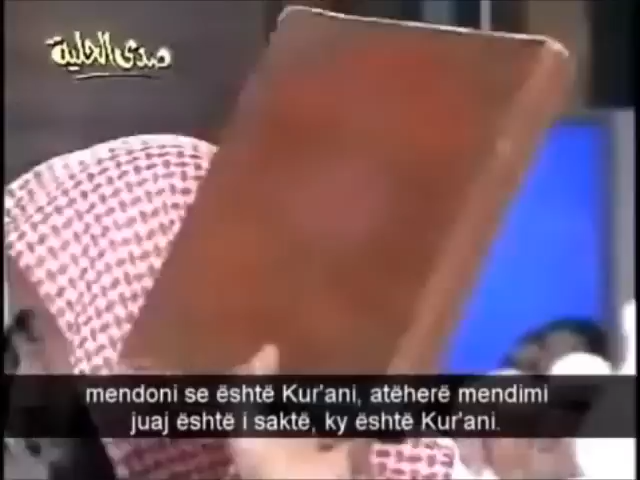 صدى الحلية
mendoni se është Kur'ani, atëherë mendimi
juaj është i saktë, ky është Kur'ani.